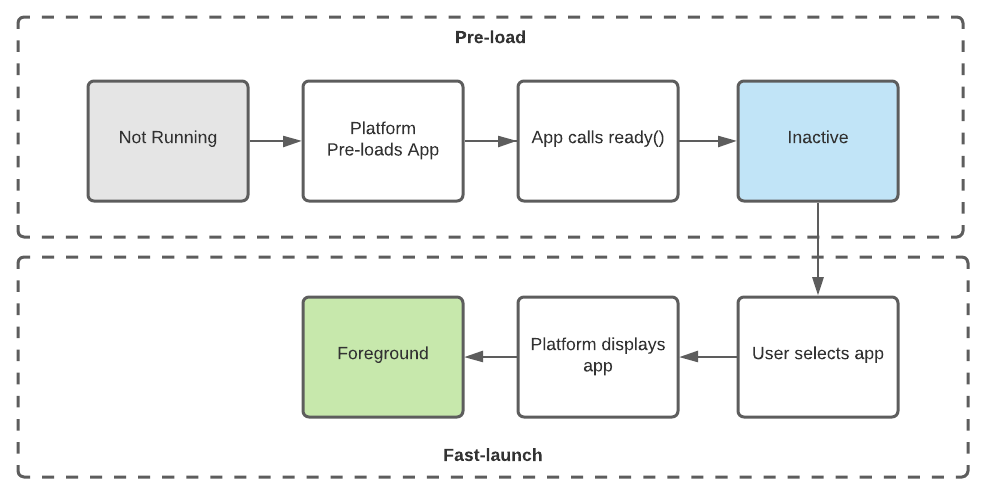 Pre-load
Not Running
Platform
Pre-loads App
App calls ready()
Inactive
Foreground
Platform displays
app
User selects app
Fast-launch